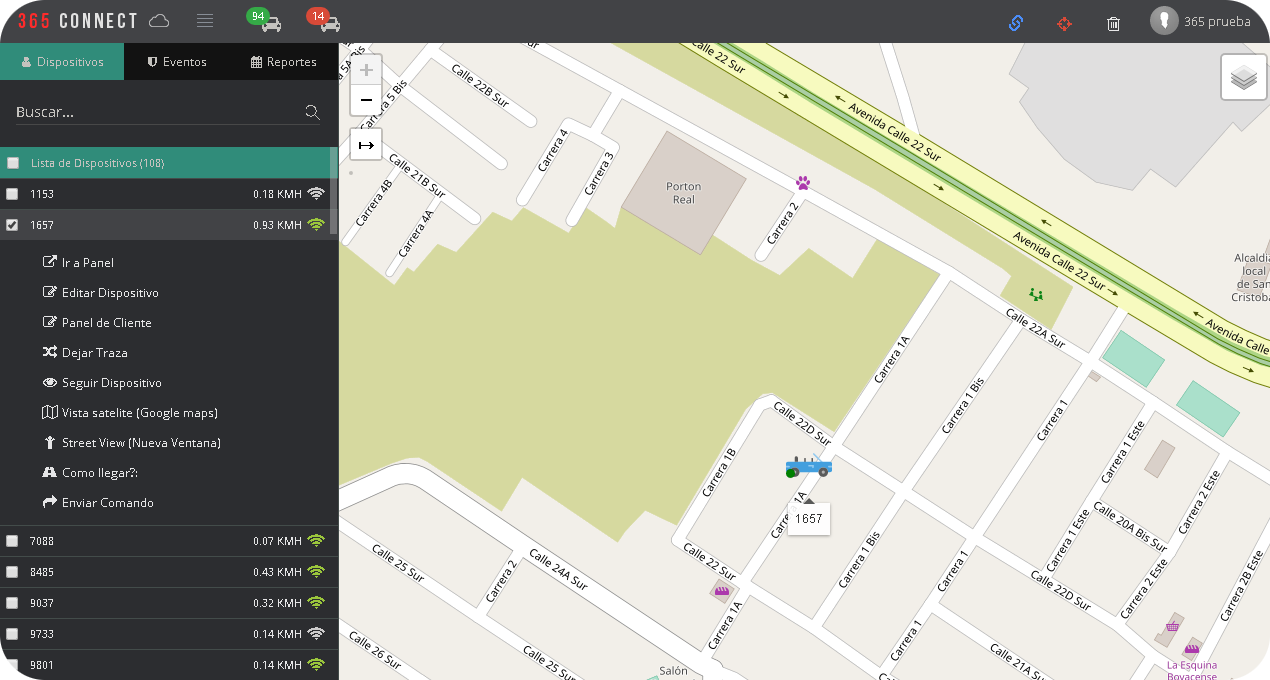 365 CONNECT
94
14
365 prueba
Dispositivos
Eventos
Reportes
Buscar...
Lista de Dispositivos (108)
1153 0.18 KMH
1657 0.93 KMH
Ir a Panel
Editar Dispositivo
Panel de Cliente
Dejar Traza
Seguir Dispositivo
Vista satelite (Google maps)
Street View (Nueva Ventana)
Como llegar?:
Enviar Comando
7088 0.07 KMH
8485 0.43 KMH
9037 0.32 KMH
9733 0.14 KMH
9801 0.14 KMH
+
−
Calle 22 Sur
Calle 22 Sur
Calle 22B Sur
Carrera 4
Carrera 3
Calle 21B Sur
Carrera 4B
Carrera 4A
Porton
Real
Carrera 2
Avenida Calle 22 Sur
Avenida Calle 22 Sur
Avenida Calle
Alcaldia
local
de San
Cristoba
Calle 22A Sur
Carrera 1A
Carrera 1 Bis
Carrera 1
Calle 22D Sur
Carrera 1B
1657
Carrera 1A
Carrera 1 Este
Carrera 2 Este
Calle 20A Bis Sur
Carrera 1 Este
Carrera 2 Este
Carrera 2B Este
Calle 22 Sur
Carrera 1 Bis
Carrera 1
Calle 22D Sur
Calle 25 Sur
Carrera 2
Calle 24A Sur
Carrera 1A
Carrera 1
Calle 21A Sur
Calle 26 Sur
Calle 25 Sur
Salón
La Esquina
Boyacense